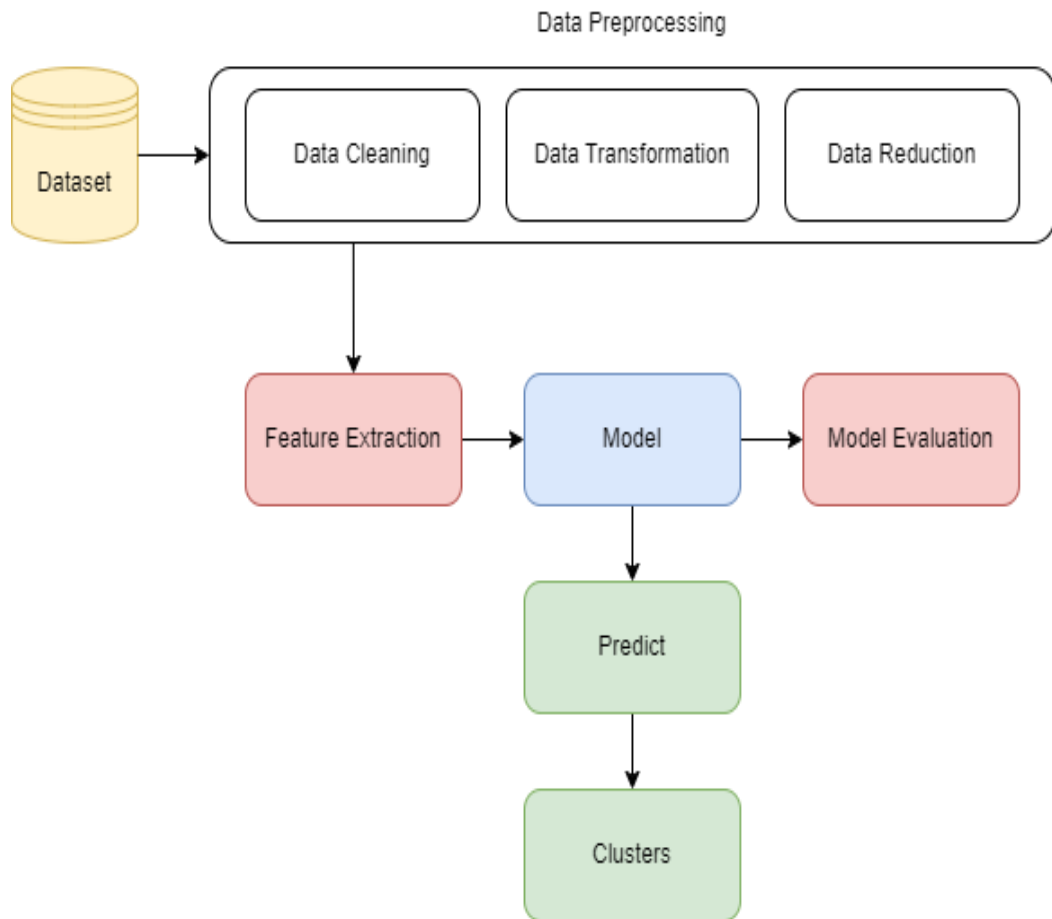 Data Preprocessing
Dataset
Data Cleaning
Data Transformation
Data Reduction
Feature Extraction
Model
Model Evaluation
Predict
Clusters